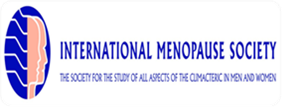 INTERNATIONAL MENOPAUSE SOCIETY
THE SOCIETY FOR THE STUDY OF ALL ASPECTS OF THE CLIMACTERIC IN MEN AND WOMEN